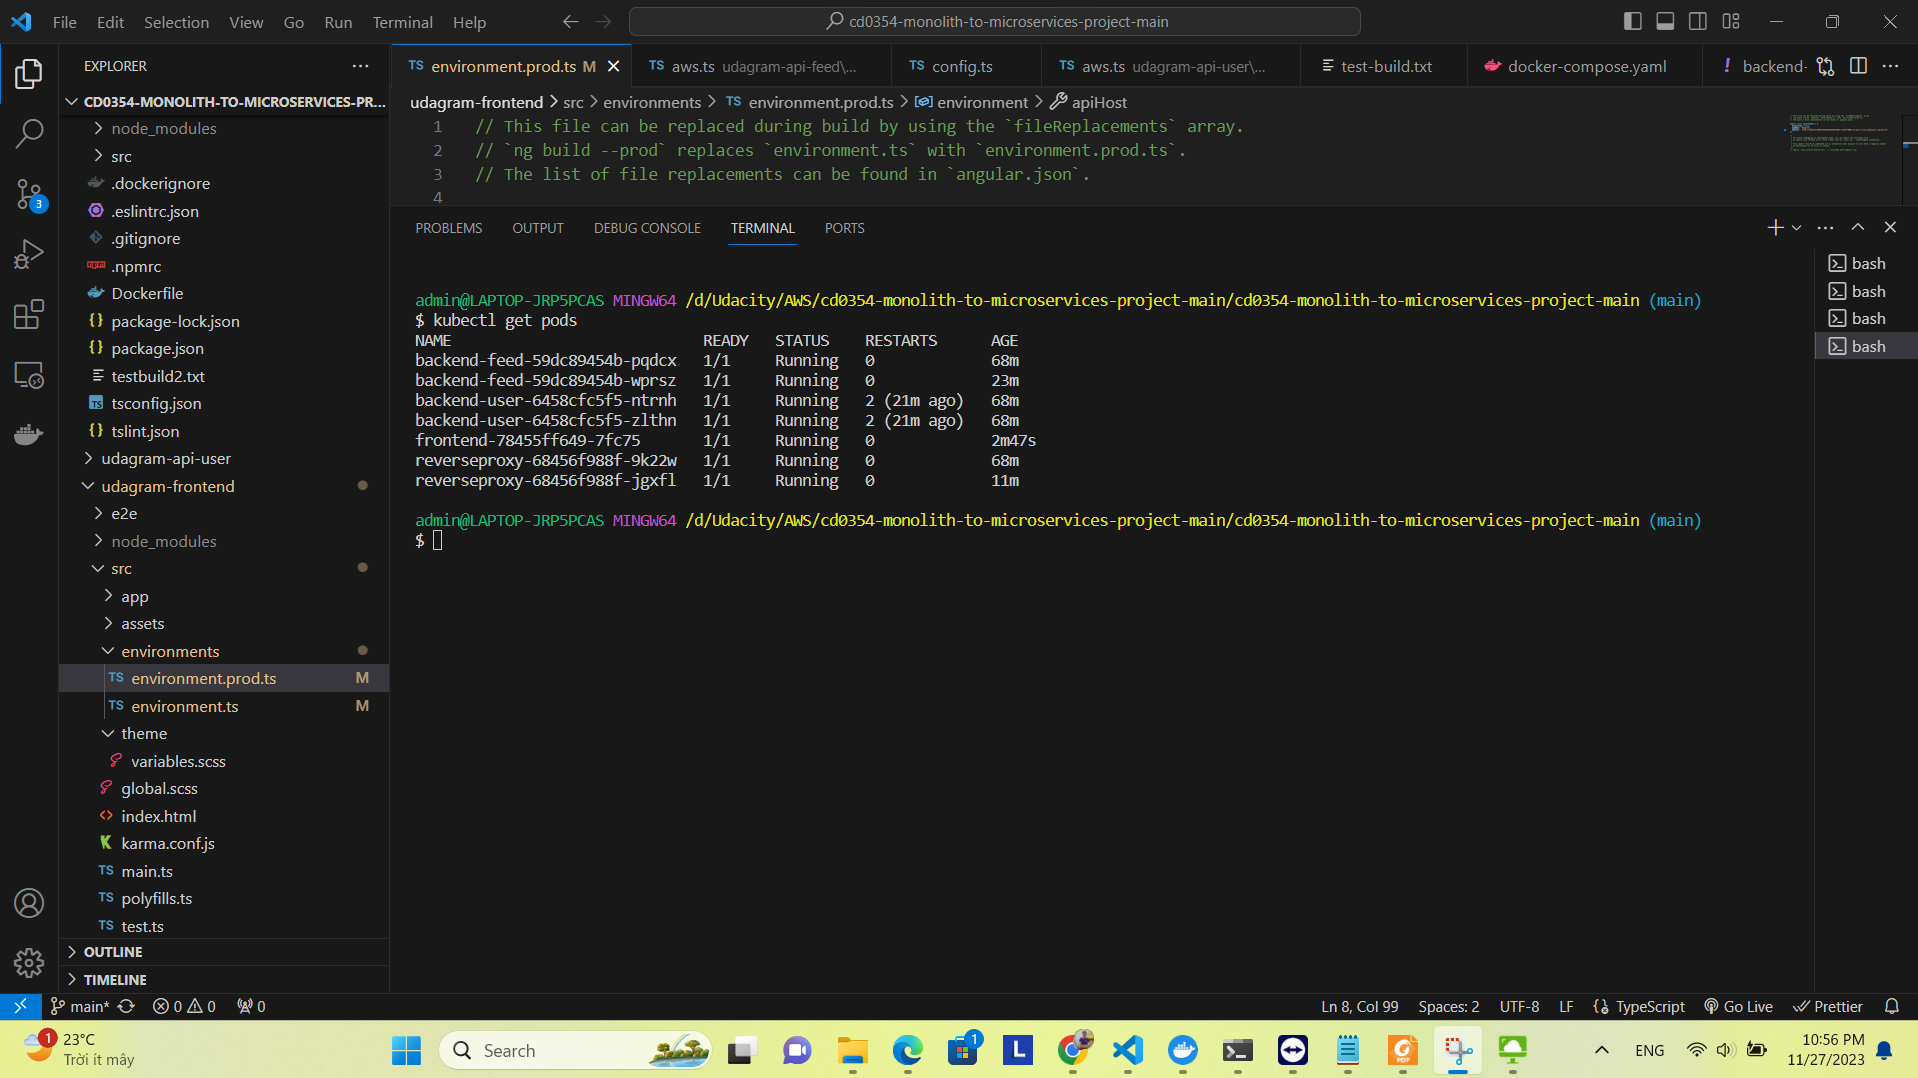 File Edit Selection View Go Run Terminal Help
cd0354-monolith-to-microservices-project-main
EXPLORER
CD0354-MONOLITH-TO-MICROSERVICES-PR...
node_modules
src
.dockerignore
.eslintrc.json
.gitignore
.npmrc
Dockerfile
package-lock.json
package.json
testbuild2.txt
tsconfig.json
tslint.json
udagram-api-user
udagram-frontend
e2e
node_modules
src
app
assets
environments
TS environment.prod.ts M
TS environment.ts M
theme
variables.scss
global.scss
index.html
karma.conf.js
TS main.ts
TS polyfills.ts
TS test.ts
OUTLINE
TIMELINE
3
TS environment.prod.ts M
TS aws.ts udagram-api-feed\...
TS config.ts
TS aws.ts udagram-api-user\...
test-build.txt
docker-compose.yaml
! backend-
udagram-frontend > src > environments > TS environment.prod.ts > environment > apiHost
1 // This file can be replaced during build by using the `fileReplacements` array.
2 // `ng build --prod` replaces `environment.ts` with `environment.prod.ts`.
3 // The list of file replacements can be found in `angular.json`.
4
PROBLEMS OUTPUT DEBUG CONSOLE TERMINAL PORTS
admin@LAPTOP-JRP5PCAS MINGW64 /d/Udacity/AWS/cd0354-monolith-to-microservices-project-main/cd0354-monolith-to-microservices-project-main (main)
$ kubectl get pods
NAME READY STATUS RESTARTS AGE
backend-feed-59dc89454b-pqdcx 1/1 Running 0 68m
backend-feed-59dc89454b-wprsz 1/1 Running 0 23m
backend-user-6458cfc5f5-ntrnh 1/1 Running 2 (21m ago) 68m
backend-user-6458cfc5f5-zlthn 1/1 Running 2 (21m ago) 68m
frontend-78455ff649-7fc75 1/1 Running 0 2m47s
reverseproxy-68456f988f-9k22w 1/1 Running 0 68m
reverseproxy-68456f988f-jgxfl 1/1 Running 0 11m
admin@LAPTOP-JRP5PCAS MINGW64 /d/Udacity/AWS/cd0354-monolith-to-microservices-project-main/cd0354-monolith-to-microservices-project-main (main)
$
bash
bash
bash
bash
main* 0 0 0
Ln 8, Col 99 Spaces: 2 UTF-8 LF TypeScript Go Live Prettier
1 23°C
Trời ít mây
Search
1
ENG
10:56 PM
11/27/2023